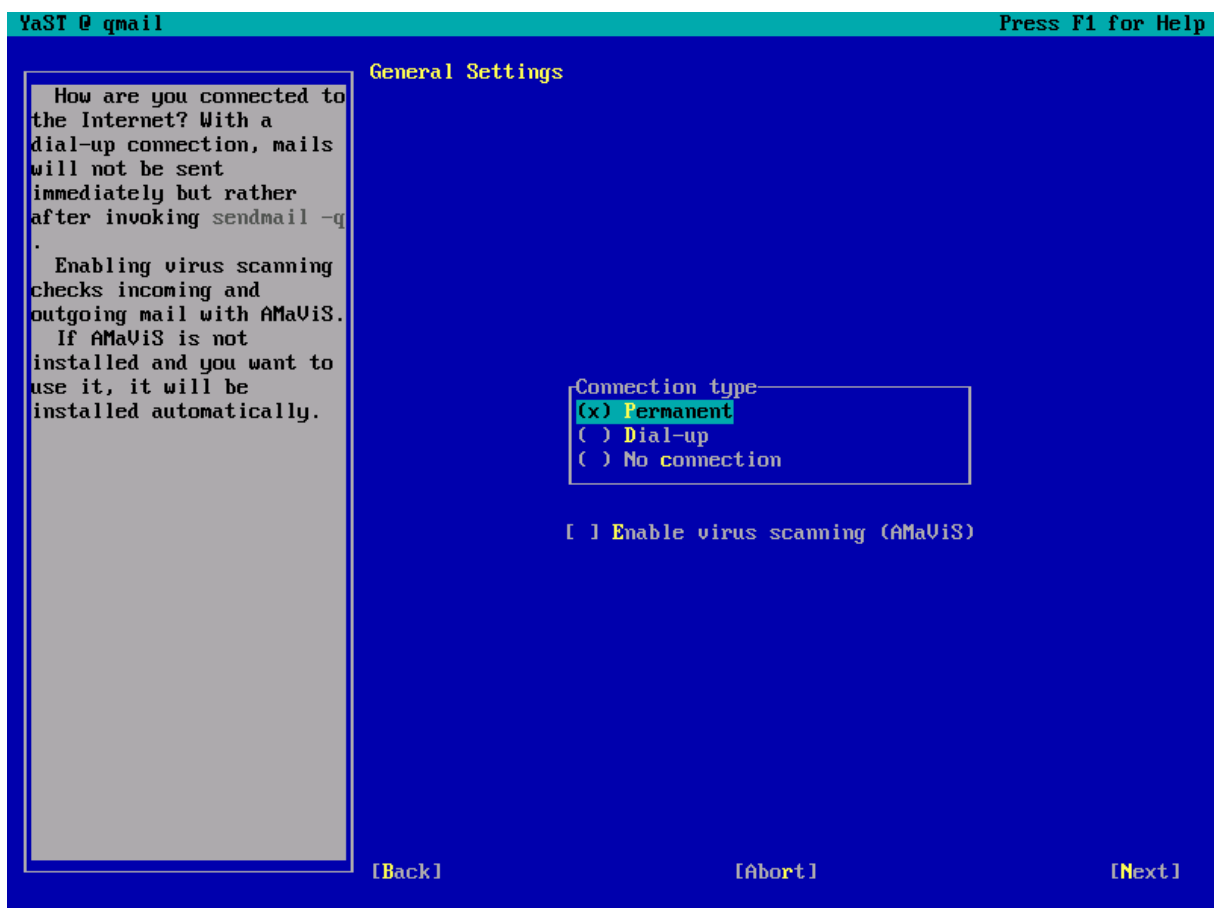 YaST @ qmail Press F1 for Help
General Settings
How are you connected to
the Internet? With a
dial-up connection, mails
will not be sent
immediately but rather
after invoking sendmail -q
.
Enabling virus scanning
checks incoming and
outgoing mail with AMaViS.
If AMaViS is not
installed and you want to
use it, it will be
installed automatically.
Connection type
(x) Permanent
( ) Dial-up
( ) No connection
[ ] Enable virus scanning (AMaViS)
[Back] [Abort] [Next]